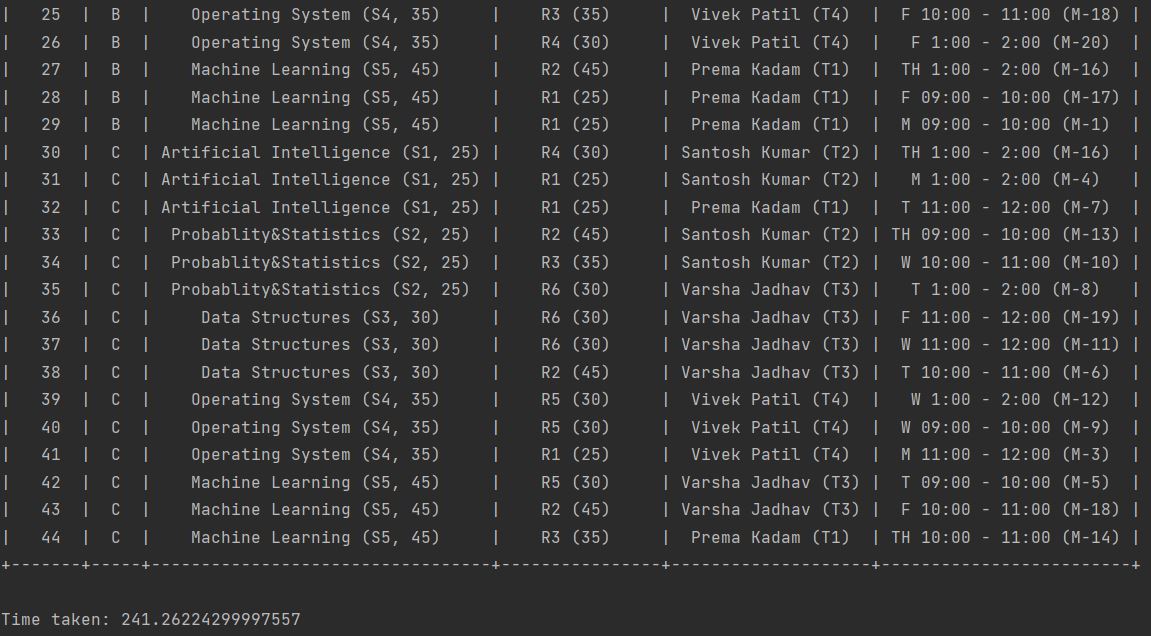 |   25  |  B  |    Operating System (S4, 35)     |    R3 (35)     |  Vivek Patil (T4)  |  F 10:00 - 11:00 (M-18) |
|   26  |  B  |    Operating System (S4, 35)     |    R4 (30)     |  Vivek Patil (T4)  |   F 1:00 - 2:00 (M-20)  |
|   27  |  B  |    Machine Learning (S5, 45)     |    R2 (45)     |  Prema Kadam (T1)  |  TH 1:00 - 2:00 (M-16)  |
|   28  |  B  |    Machine Learning (S5, 45)     |    R1 (25)     |  Prema Kadam (T1)  |  F 09:00 - 10:00 (M-17) |
|   29  |  B  |    Machine Learning (S5, 45)     |    R1 (25)     |  Prema Kadam (T1)  |  M 09:00 - 10:00 (M-1)  |
|   30  |  C  | Artificial Intelligence (S1, 25) |    R4 (30)     | Santosh Kumar (T2) |  TH 1:00 - 2:00 (M-16)  |
|   31  |  C  | Artificial Intelligence (S1, 25) |    R1 (25)     | Santosh Kumar (T2) |   M 1:00 - 2:00 (M-4)   |
|   32  |  C  | Artificial Intelligence (S1, 25) |    R1 (25)     |  Prema Kadam (T1)  |  T 11:00 - 12:00 (M-7)  |
|   33  |  C  |  Probablity&Statistics (S2, 25)  |    R2 (45)     | Santosh Kumar (T2) | TH 09:00 - 10:00 (M-13) |
|   34  |  C  |  Probablity&Statistics (S2, 25)  |    R3 (35)     | Santosh Kumar (T2) |  W 10:00 - 11:00 (M-10) |
|   35  |  C  |  Probablity&Statistics (S2, 25)  |    R6 (30)     | Varsha Jadhav (T3) |   T 1:00 - 2:00 (M-8)   |
|   36  |  C  |     Data Structures (S3, 30)     |    R6 (30)     | Varsha Jadhav (T3) |  F 11:00 - 12:00 (M-19) |
|   37  |  C  |     Data Structures (S3, 30)     |    R6 (30)     | Varsha Jadhav (T3) |  W 11:00 - 12:00 (M-11) |
|   38  |  C  |     Data Structures (S3, 30)     |    R2 (45)     | Varsha Jadhav (T3) |  T 10:00 - 11:00 (M-6)  |
|   39  |  C  |    Operating System (S4, 35)     |    R5 (30)     |  Vivek Patil (T4)  |   W 1:00 - 2:00 (M-12)  |
|   40  |  C  |    Operating System (S4, 35)     |    R5 (30)     |  Vivek Patil (T4)  |  W 09:00 - 10:00 (M-9)  |
|   41  |  C  |    Operating System (S4, 35)     |    R1 (25)     |  Vivek Patil (T4)  |  M 11:00 - 12:00 (M-3)  |
|   42  |  C  |    Machine Learning (S5, 45)     |    R5 (30)     | Varsha Jadhav (T3) |  T 09:00 - 10:00 (M-5)  |
|   43  |  C  |    Machine Learning (S5, 45)     |    R2 (45)     | Varsha Jadhav (T3) |  F 10:00 - 11:00 (M-18) |
|   44  |  C  |    Machine Learning (S5, 45)     |    R3 (35)     |  Prema Kadam (T1)  | TH 10:00 - 11:00 (M-14) |
+-------+-----+----------------------------------+----------------+--------------------+-------------------------+
Time taken: 241.26224299997557